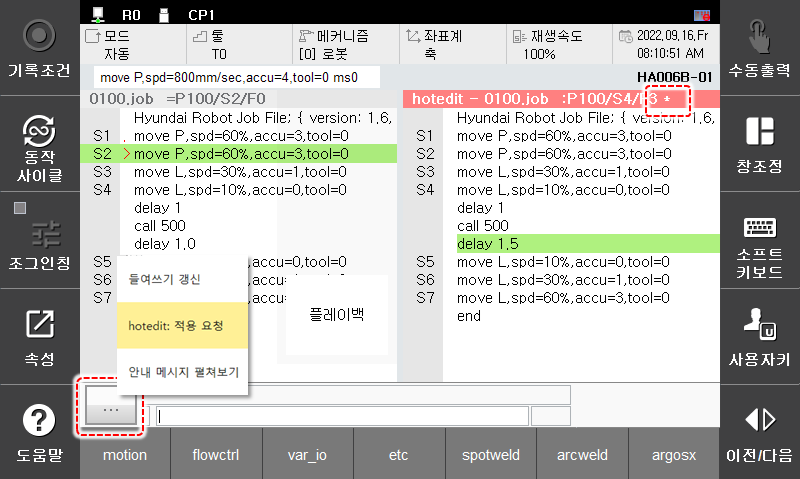 R0 CP1
기록조건
모드
자동
툴
T0
메커니즘
[0] 로봇
좌표계
축
재생속도
100%
2022,09,16,Fr
08:10:51 AM
수동출력
move P,spd=800mm/sec,accu=4,tool=0 ms0
HA006B-01
0100.job =P100/S2/F0
Hyundai Robot Job File; { version: 1,6,
S1 move P,spd=60%,accu=3,tool=0
S2 >move P,spd=60%,accu=3,tool=0
S3 move L,spd=30%,accu=1,tool=0
S4 move L,spd=10%,accu=0,tool=0
delay 1
call 500
delay 1.0
S5
S6
S7
hotedit - 0100.job :P100/S4/F3 *
Hyundai Robot Job File; { version: 1,6,
S1 move P,spd=60%,accu=3,tool=0
S2 move P,spd=60%,accu=3,tool=0
S3 move L,spd=30%,accu=1,tool=0
S4 move L,spd=10%,accu=0,tool=0
delay 1
call 500
delay 1.5
S5 move L,spd=10%,accu=0,tool=0
S6 move L,spd=30%,accu=1,tool=0
S7 move L,spd=60%,accu=3,tool=0
end
들여쓰기 갱신
hotedit: 적용 요청
안내 메시지 펼쳐보기
플레이백
...
동작
사이클
조그인칭
속성
도움말
창조정
소프트
키보드
사용자키
이전/다음
motion flowctrl var_io etc spotweld arcweld argosx